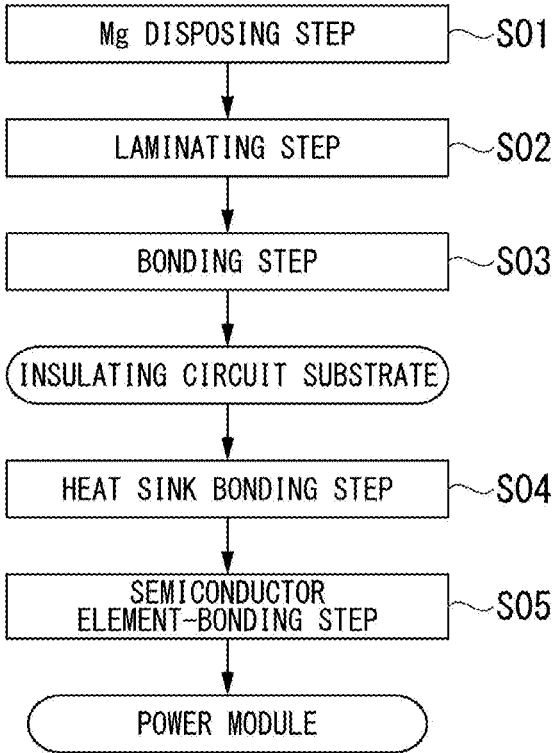 Mg DISPOSING STEP S01
LAMINATING STEP S02
BONDING STEP S03
INSULATING CIRCUIT SUBSTRATE
HEAT SINK BONDING STEP S04
SEMICONDUCTOR
ELEMENT-BONDING STEP S05
POWER MODULE